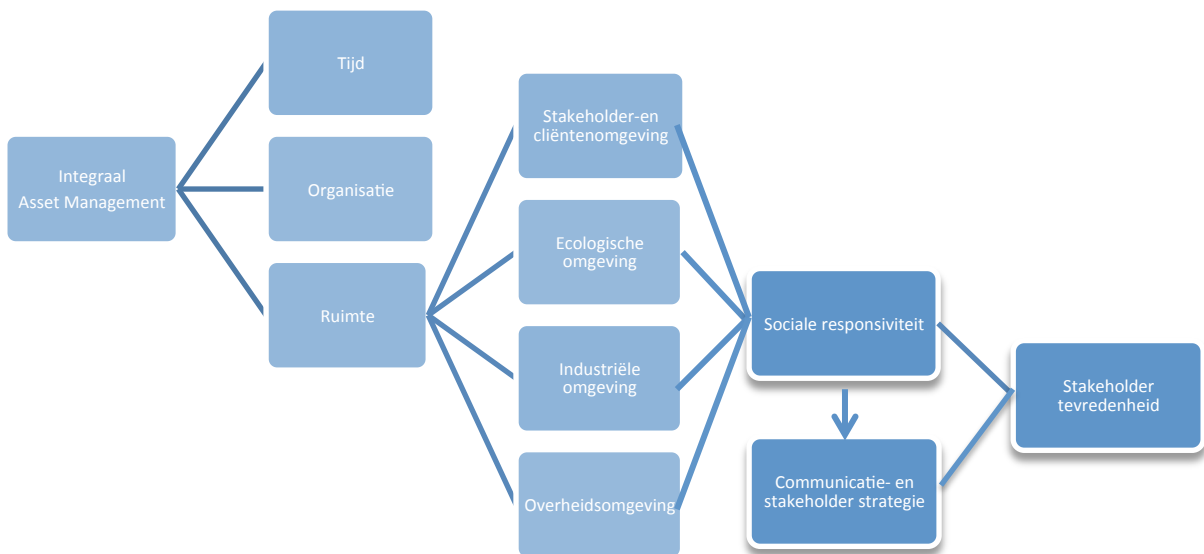 Integraal
Asset Management
Tijd
Organisatie
Ruimte
Stakeholder-en
cliëntenomgeving
Ecologische
omgeving
Industriële
omgeving
Overheidsomgeving
Sociale responsiviteit
Communicatie- en
stakeholder strategie
Stakeholder
tevredenheid